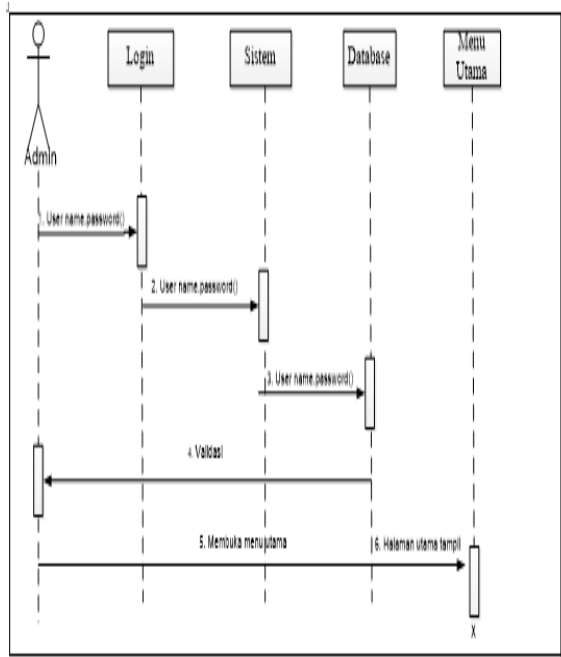 Login
Sistem
Database
Menu
Utama
Admin
1. User name,password()
2. User name,password()
3. User name,password()
4. Validasi
5. Membuka menu utama
6. Halaman utama tampil
X